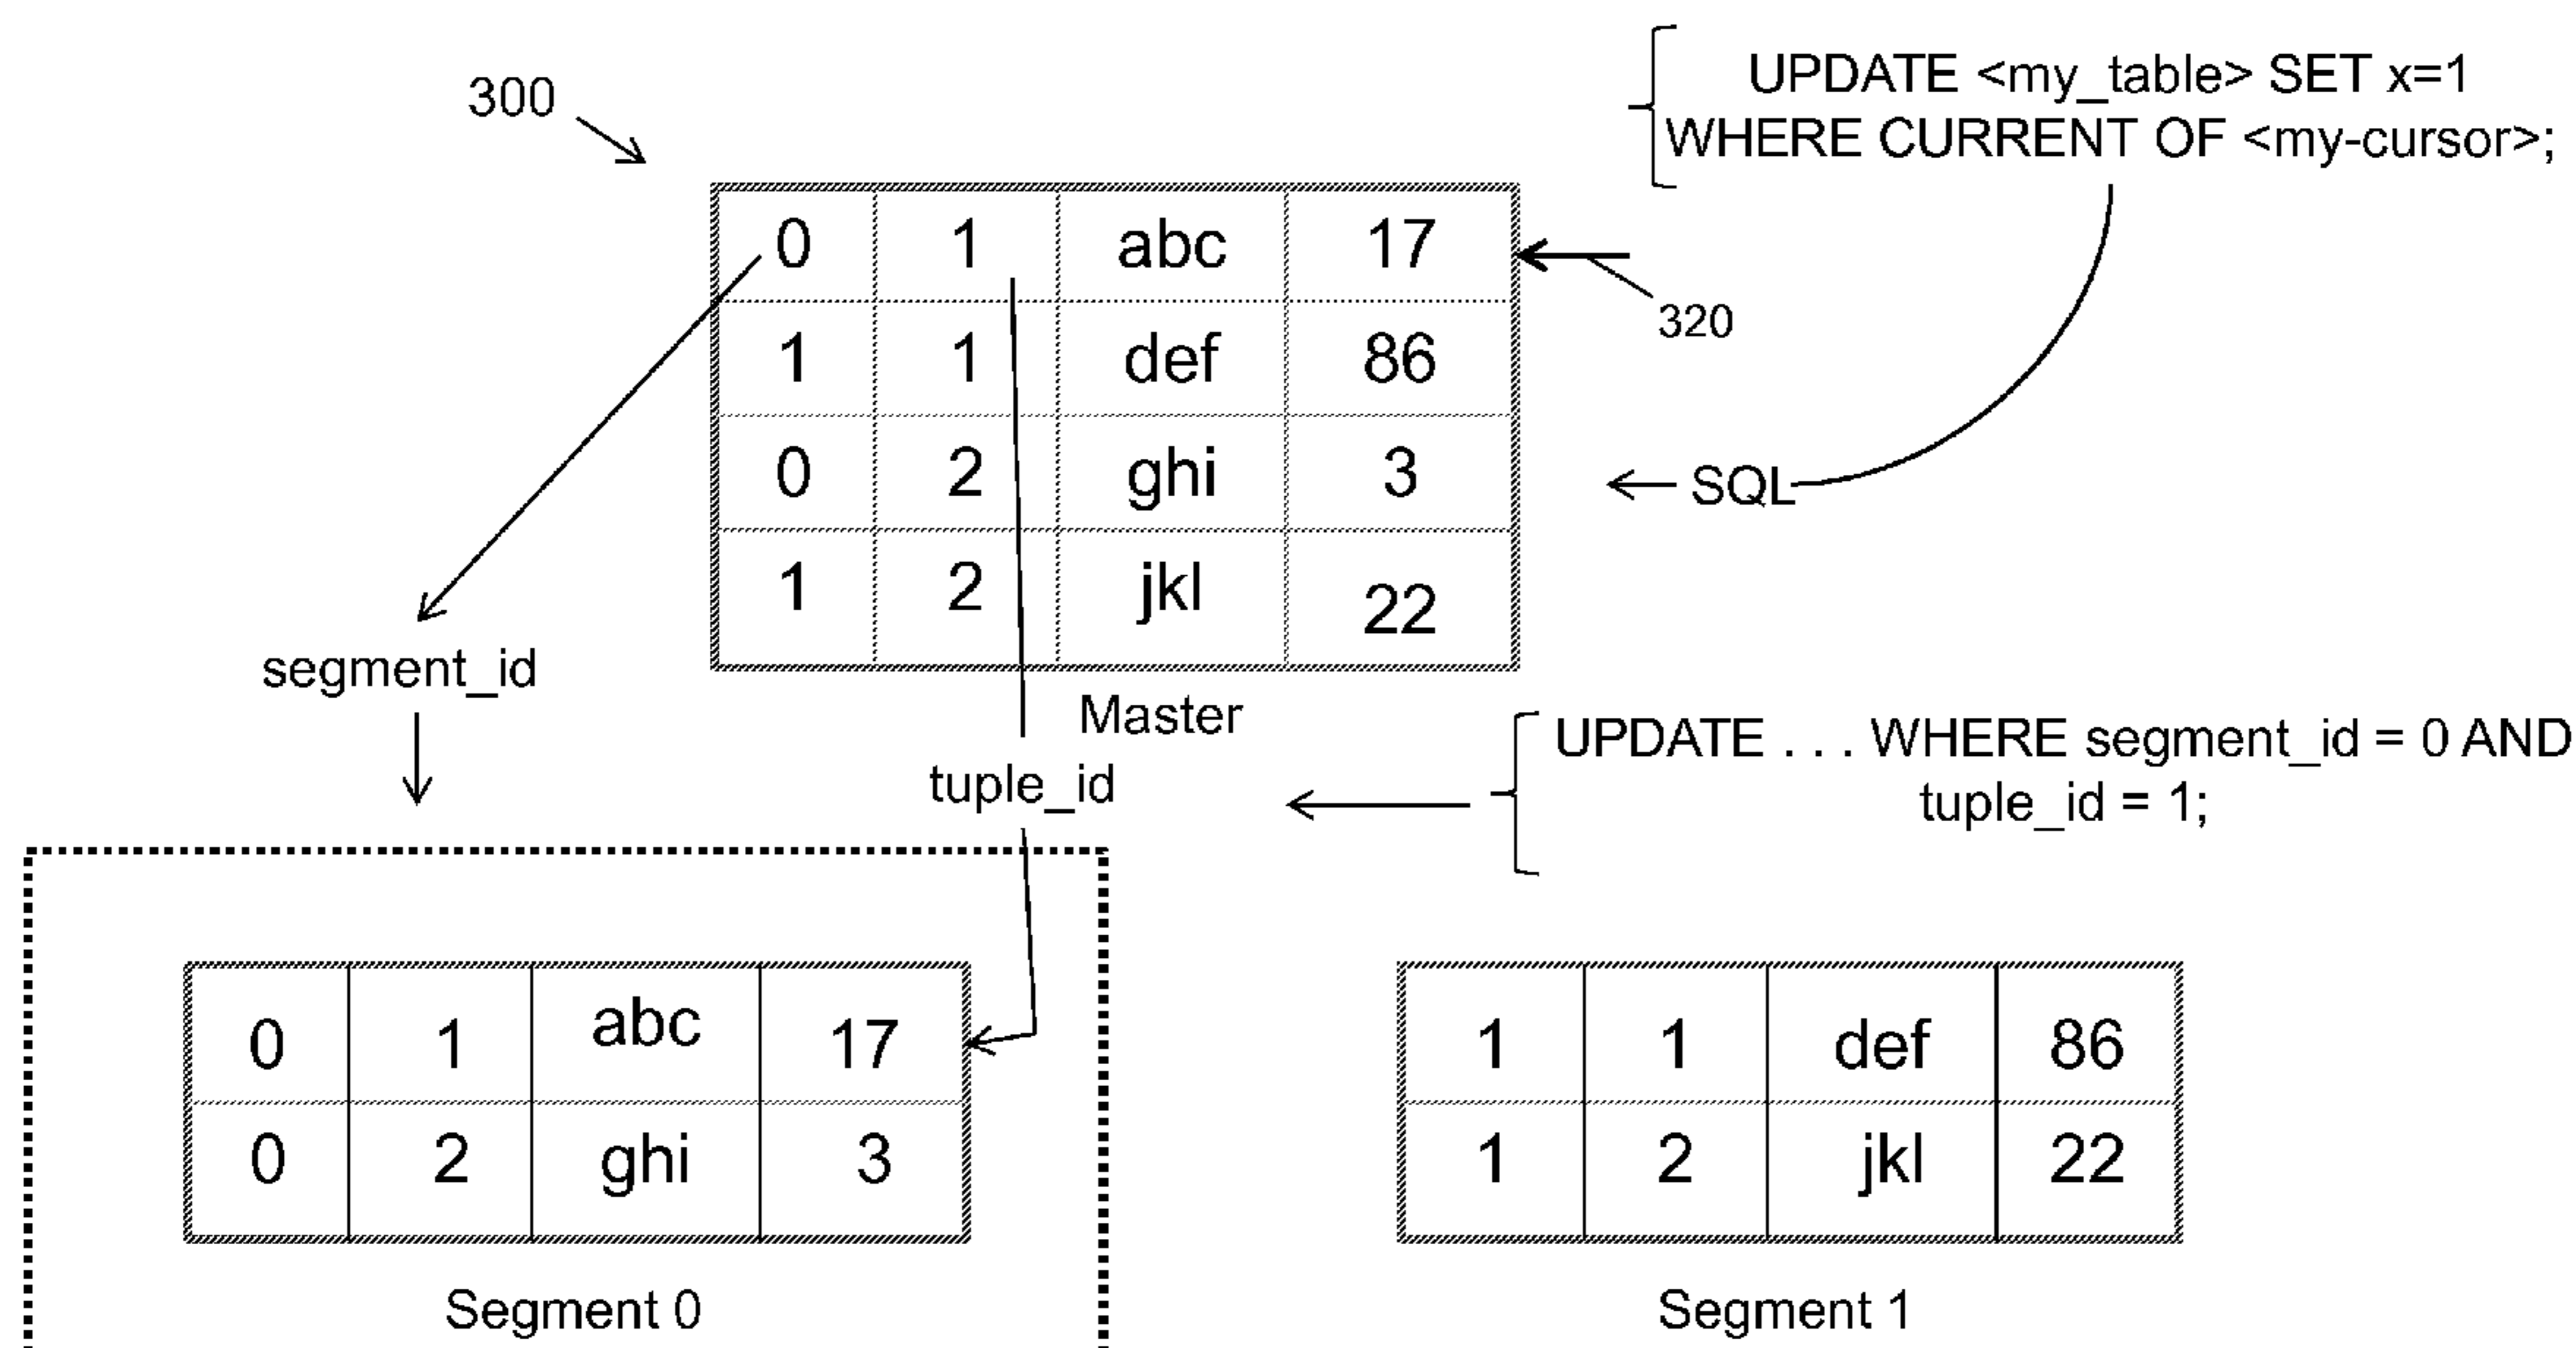 UPDATE <my_table> SET x=1
WHERE CURRENT OF <my-cursor>;
300
0 1 abc 17
320
1 1 def 86
0 2 ghi 3
SQL
1 2 jkl 22
segment_id
Master
UPDATE . . . WHERE segment_id = 0 AND
tuple_id = 1;
tuple_id
0 1 abc 17
0 2 ghi 3
Segment 0
1 1 def 86
1 2 jkl 22
Segment 1